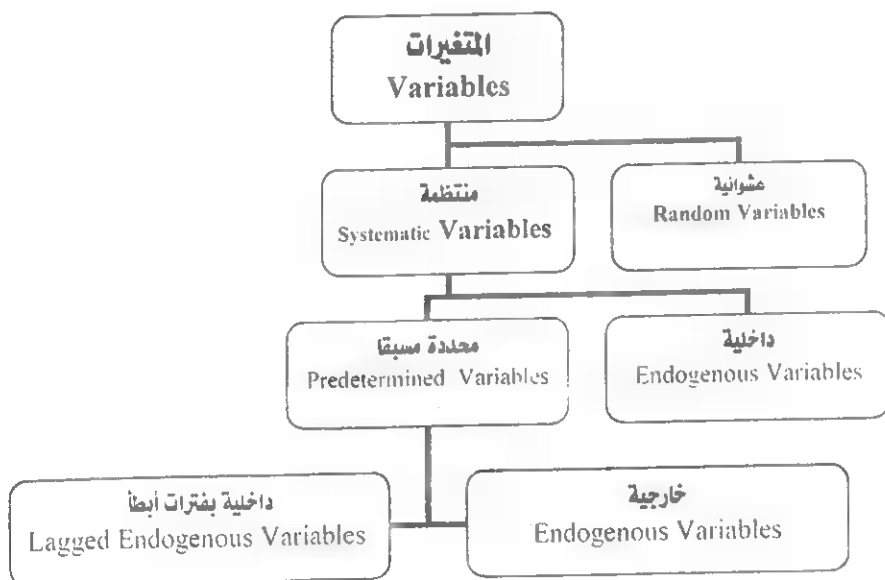 المتغيرات
Variables
منتظمة
Systematic Variables
عشوائية
Random Variables
محددة مسبقا
Predetermined Variables
داخلية
Endogenous Variables
داخلية بفترات أبطأ
Lagged Endogenous Variables
خارجية
Endogenous Variables